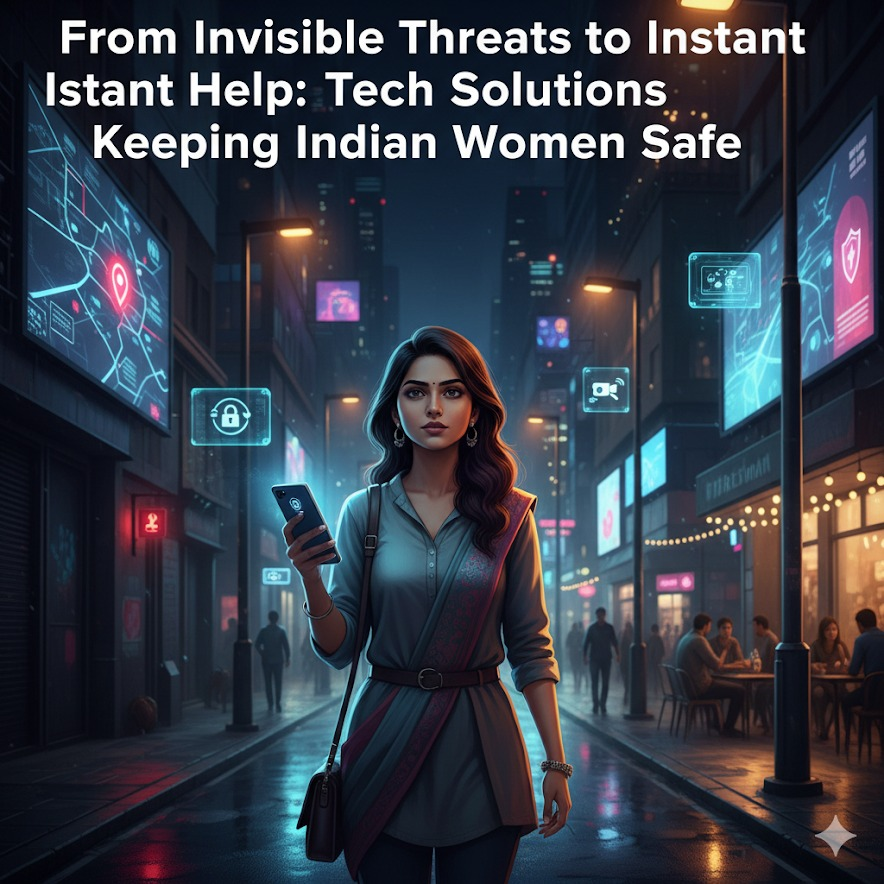 From Invisible Threats to Instant
Istant Help: Tech Solutions
Keeping Indian Women Safe